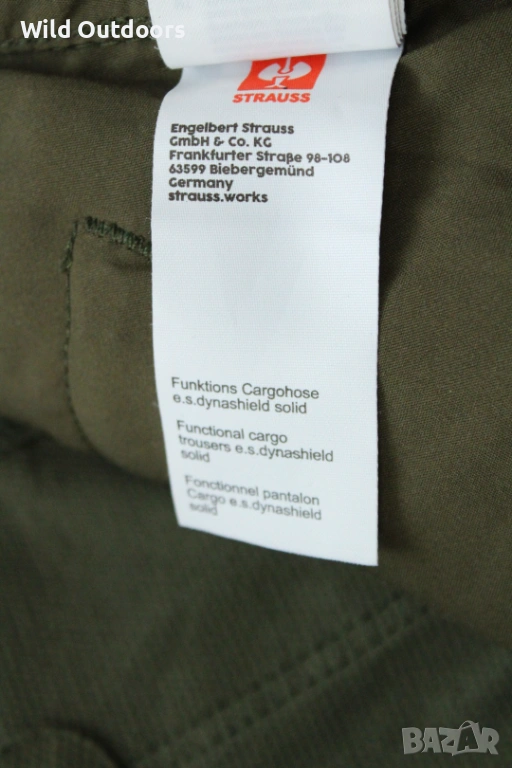 Wild Outdoors
STRAUSS
Engelbert Strauss
GmbH & Co. KG
Frankfurter Straße 98-108
63599 Biebergemünd
Germany
strauss.works
Funktions Cargohose
e.s.dynashield solid
Functional cargo
trousers e.s.dynashield
solid
Fonctionnel pantalon
Cargo e.s.dynashield
solid
BAZAR